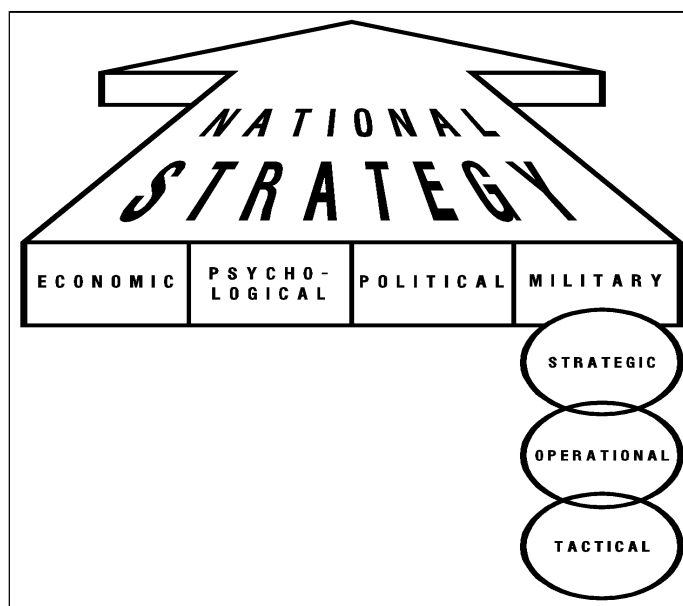 NATIONAL
STRATEGY
ECONOMIC
PSYCHO-
LOGICAL
POLITICAL
MILITARY
STRATEGIC
OPERATIONAL
TACTICAL